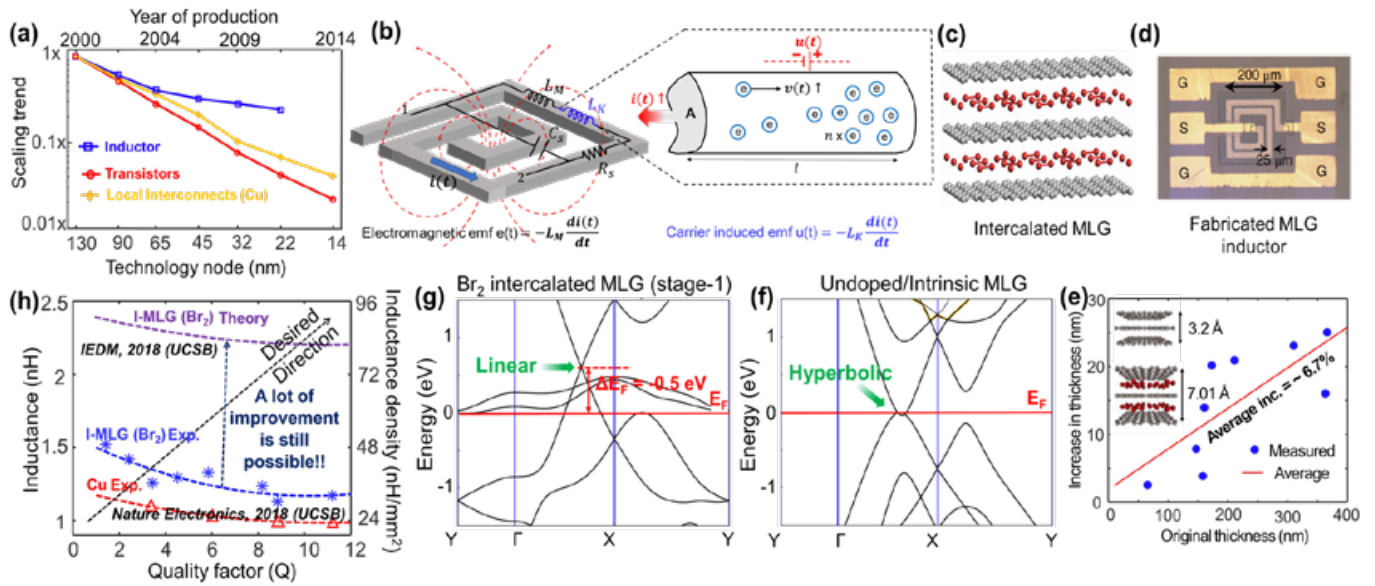 (a)
Year of production
2000 2004 2009 2014
Scaling trend
1x
0.1x
0.01x
Inductor
Transistors
Local Interconnects (Cu)
130 90 65 45 32 22 14
Technology node (nm)
(b)
1
L_M
L_K
C_s
2
R_s
i(t)
Electromagnetic emf e(t) = −L_M di(t)/dt
u(t)
i(t) ↑
A
e
v(t) ↑
n x
l
Carrier induced emf u(t) = −L_K di(t)/dt
(c)
Intercalated MLG
(d)
G G
S S
G G
200 μm
25 μm
Fabricated MLG
inductor
(h)
Inductance (nH)
2.5
2
1.5
1
0 2 4 6 8 10 12
Quality factor (Q)
Inductance density (nH/mm²)
96
84
72
60
48
36
24
12
I-MLG (Br₂) Theory
IEDM, 2018 (UCSB)
Desired
Direction
A lot of
improvement
is still
possible!!
I-MLG (Br₂) Exp.
Cu Exp.
Nature Electronics, 2018 (UCSB)
(g)
Br₂ intercalated MLG (stage-1)
Energy (eV)
1
0
-1
Linear
ΔE_F = -0.5 eV
E_F
Y Γ X Y
(f)
Undoped/Intrinsic MLG
Energy (eV)
1
0
-1
Hyperbolic
E_F
Y Γ X Y
(e)
Increase in thickness (nm)
30
20
10
0
3.2 Å
7.01 Å
Average inc. = ~ 6.7%
Measured
Average
0 100 200 300 400
Original thickness (nm)